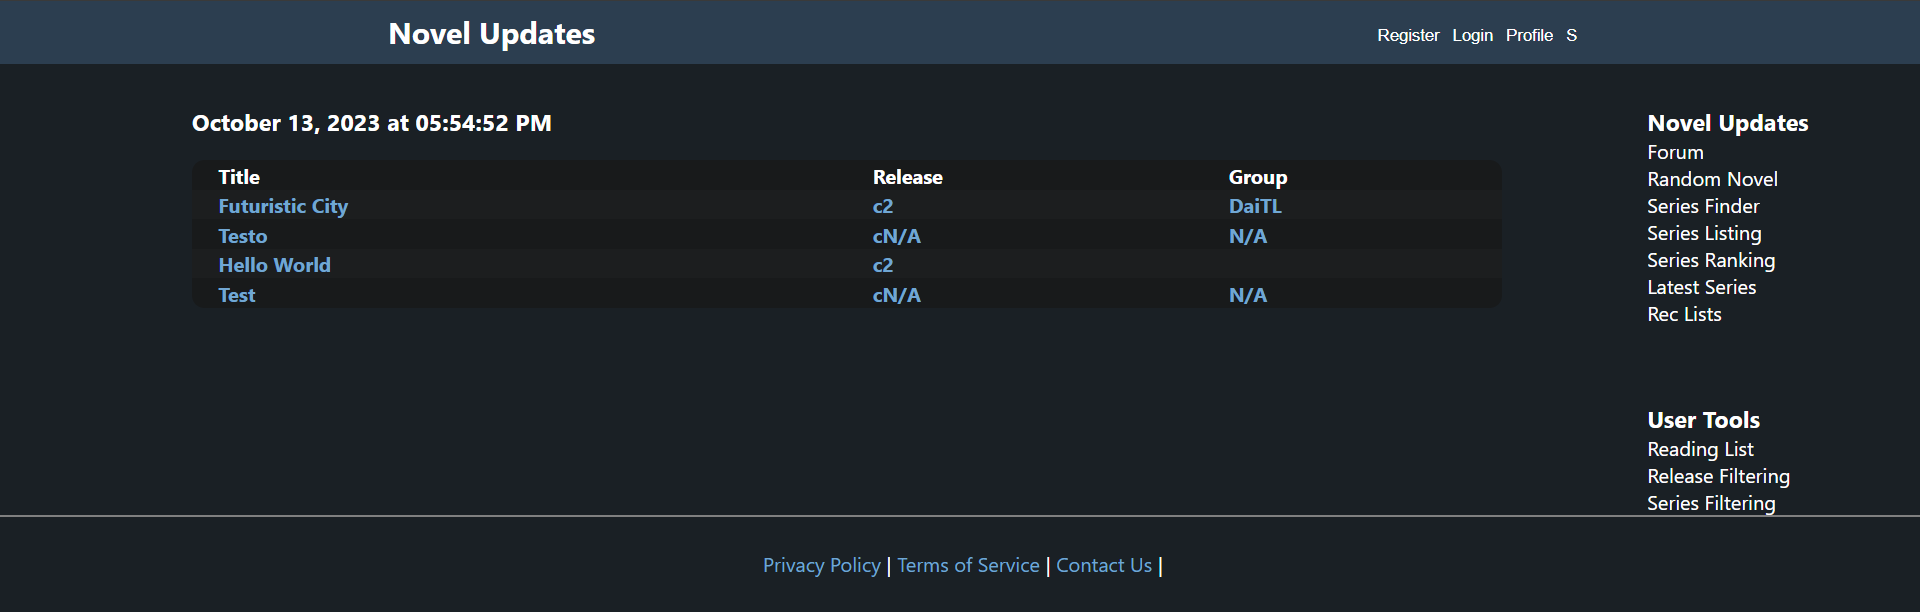 Novel Updates
Register Login Profile S
October 13, 2023 at 05:54:52 PM
Title Release Group
Futuristic City c2 DaiTL
Testo cN/A N/A
Hello World c2
Test cN/A N/A
Novel Updates
Forum
Random Novel
Series Finder
Series Listing
Series Ranking
Latest Series
Rec Lists
User Tools
Reading List
Release Filtering
Series Filtering
Privacy Policy | Terms of Service | Contact Us |